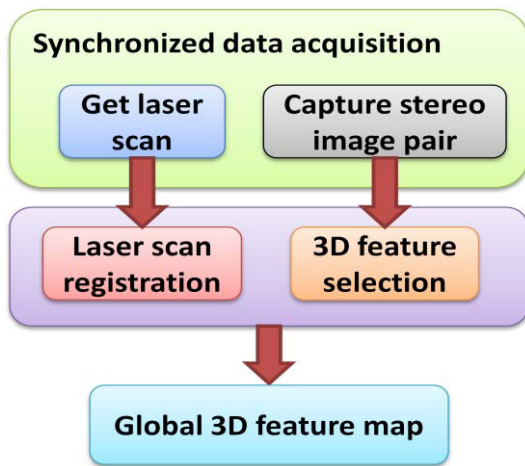 Synchronized data acquisition
Get laser
scan
Capture stereo
image pair
Laser scan
registration
3D feature
selection
Global 3D feature map